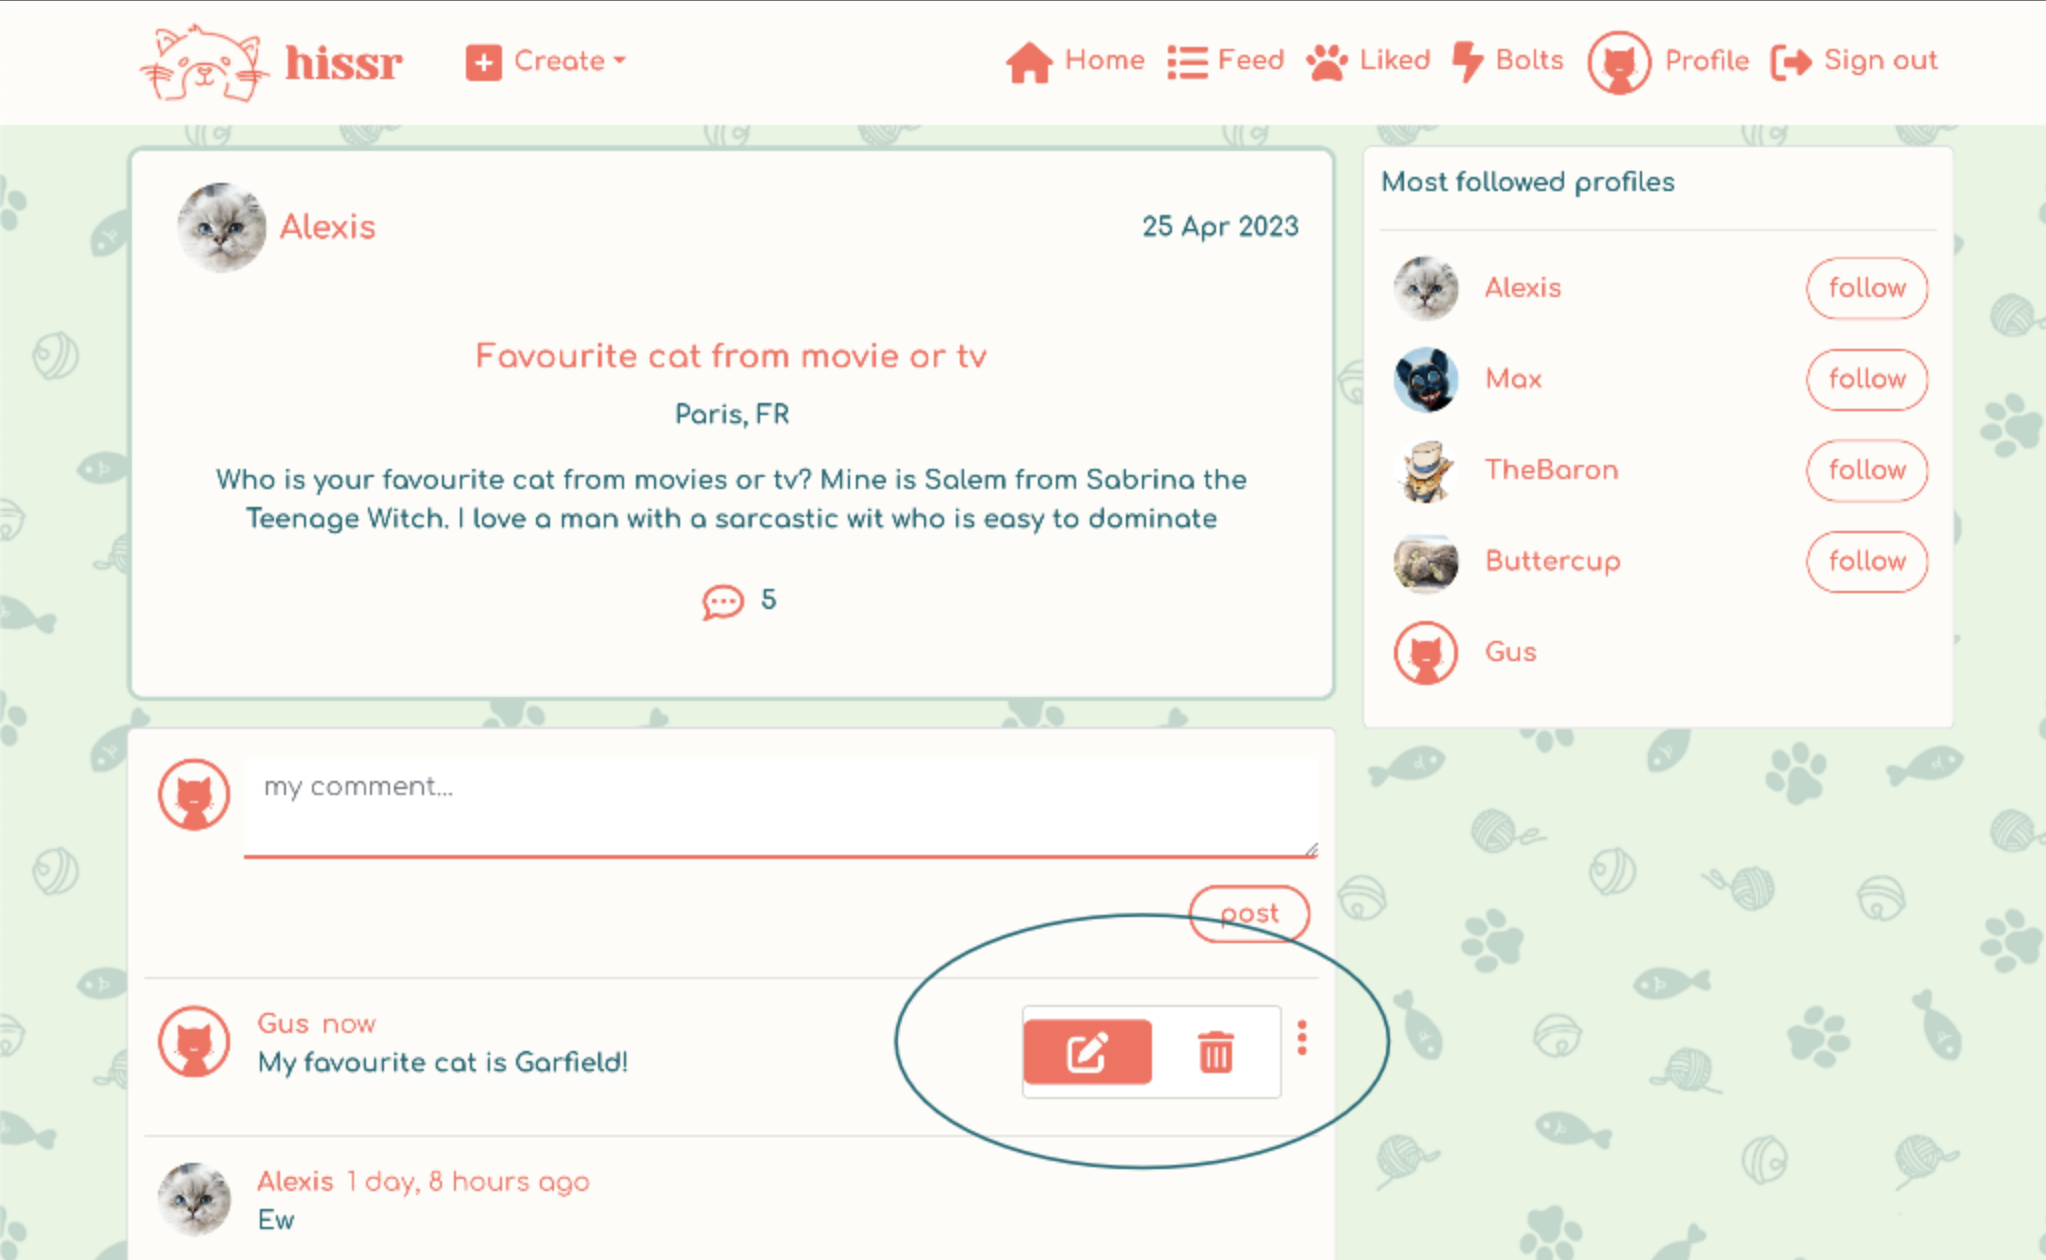 hissr
Create
Home
Feed
Liked
Bolts
Profile
Sign out
Alexis
25 Apr 2023
Favourite cat from movie or tv
Paris, FR
Who is your favourite cat from movies or tv? Mine is Salem from Sabrina the
Teenage Witch. I love a man with a sarcastic wit who is easy to dominate
5
Most followed profiles
Alexis
follow
Max
follow
TheBaron
follow
Buttercup
follow
Gus
my comment...
post
Gus now
My favourite cat is Garfield!
Alexis 1 day, 8 hours ago
Ew